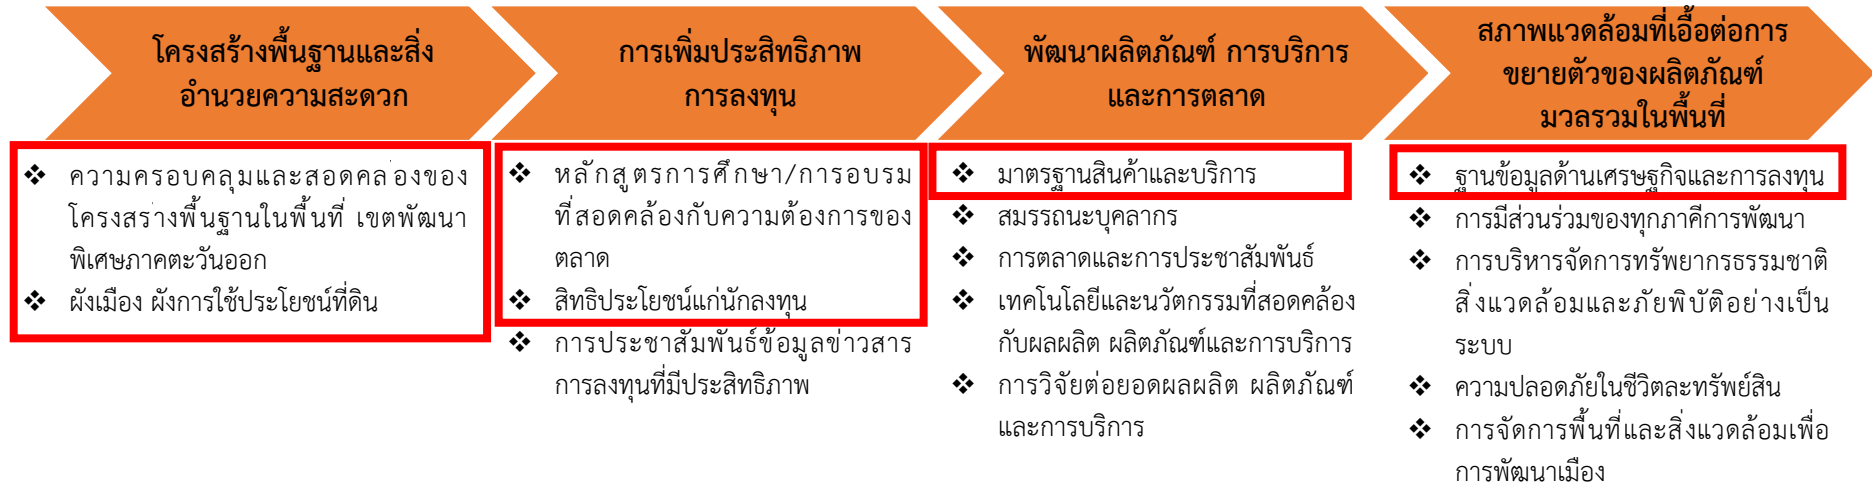 โครงสร้างพื้นฐานและสิ่ง
อำนวยความสะดวก
การเพิ่มประสิทธิภาพ
การลงทุน
พัฒนาผลิตภัณฑ์ การบริการ
และการตลาด
สภาพแวดล้อมที่เอื้อต่อการ
ขยายตัวของผลิตภัณฑ์
มวลรวมในพื้นที่
❖ ความครอบคลุมและสอดคล่องของ
โครงสร่างพื้นฐานในพื้นที่ เขตพัฒนา
พิเศษภาคตะวันออก
❖ ผังเมือง ผังการใช้ประโยชน์ที่ดิน
❖ หลักสูตรการศึกษา/การอบรม
ที่สอดคล้องกับความต้องการของ
ตลาด
❖ สิทธิประโยชน์แก่นักลงทุน
❖ การประชาสัมพันธ์ข้อมูลข่าวสาร
การลงทุนที่มีประสิทธิภาพ
❖ มาตรฐานสินค้าและบริการ
❖ สมรรถนะบุคลากร
❖ การตลาดและการประชาสัมพันธ์
❖ เทคโนโลยีและนวัตกรรมที่สอดคล้อง
กับผลผลิต ผลิตภัณฑ์และการบริการ
❖ การวิจัยต่อยอดผลผลิต ผลิตภัณฑ์
และการบริการ
❖ ฐานข้อมูลด้านเศรษฐกิจและการลงทุน
❖ การมีส่วนร่วมของทุกภาคีการพัฒนา
❖ การบริหารจัดการทรัพยากรธรรมชาติ
สิ่งแวดล้อมและภัยพิบัติอย่างเป็น
ระบบ
❖ ความปลอดภัยในชีวิตละทรัพย์สิน
❖ การจัดการพื้นที่และสิ่งแวดล้อมเพื่อ
การพัฒนาเมือง